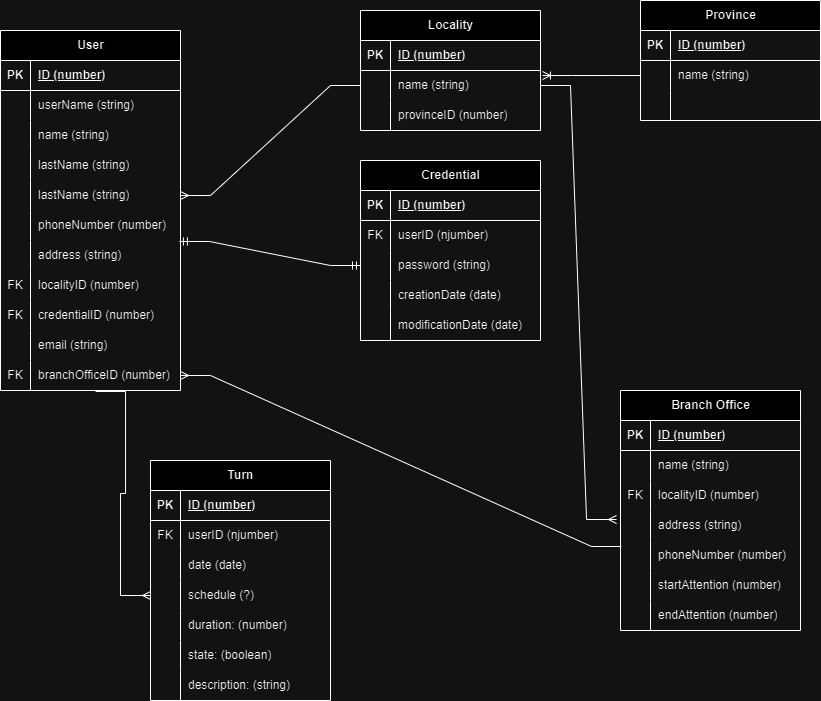 User
PK ID (number)
userName (string)
name (string)
lastName (string)
lastName (string)
phoneNumber (number)
address (string)
FK localityID (number)
FK credentialID (number)
email (string)
FK branchOfficeID (number)
Locality
PK ID (number)
name (string)
provinceID (number)
Province
PK ID (number)
name (string)
Credential
PK ID (number)
FK userID (njumber)
password (string)
creationDate (date)
modificationDate (date)
Turn
PK ID (number)
FK userID (njumber)
date (date)
schedule (?)
duration: (number)
state: (boolean)
description: (string)
Branch Office
PK ID (number)
name (string)
FK localityID (number)
address (string)
phoneNumber (number)
startAttention (number)
endAttention (number)